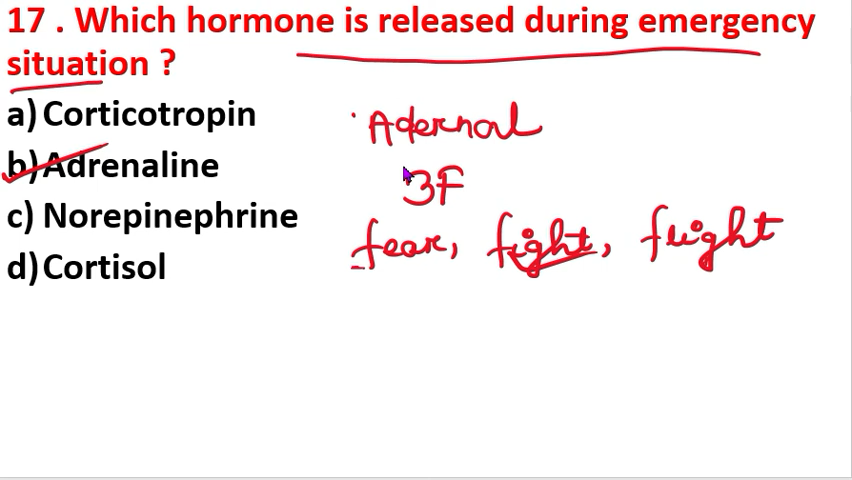 17 . Which hormone is released during emergency
situation ?
a) Corticotropin
b) Adrenaline
c) Norepinephrine
d) Cortisol
Adernal
3F
fear, fight, flight